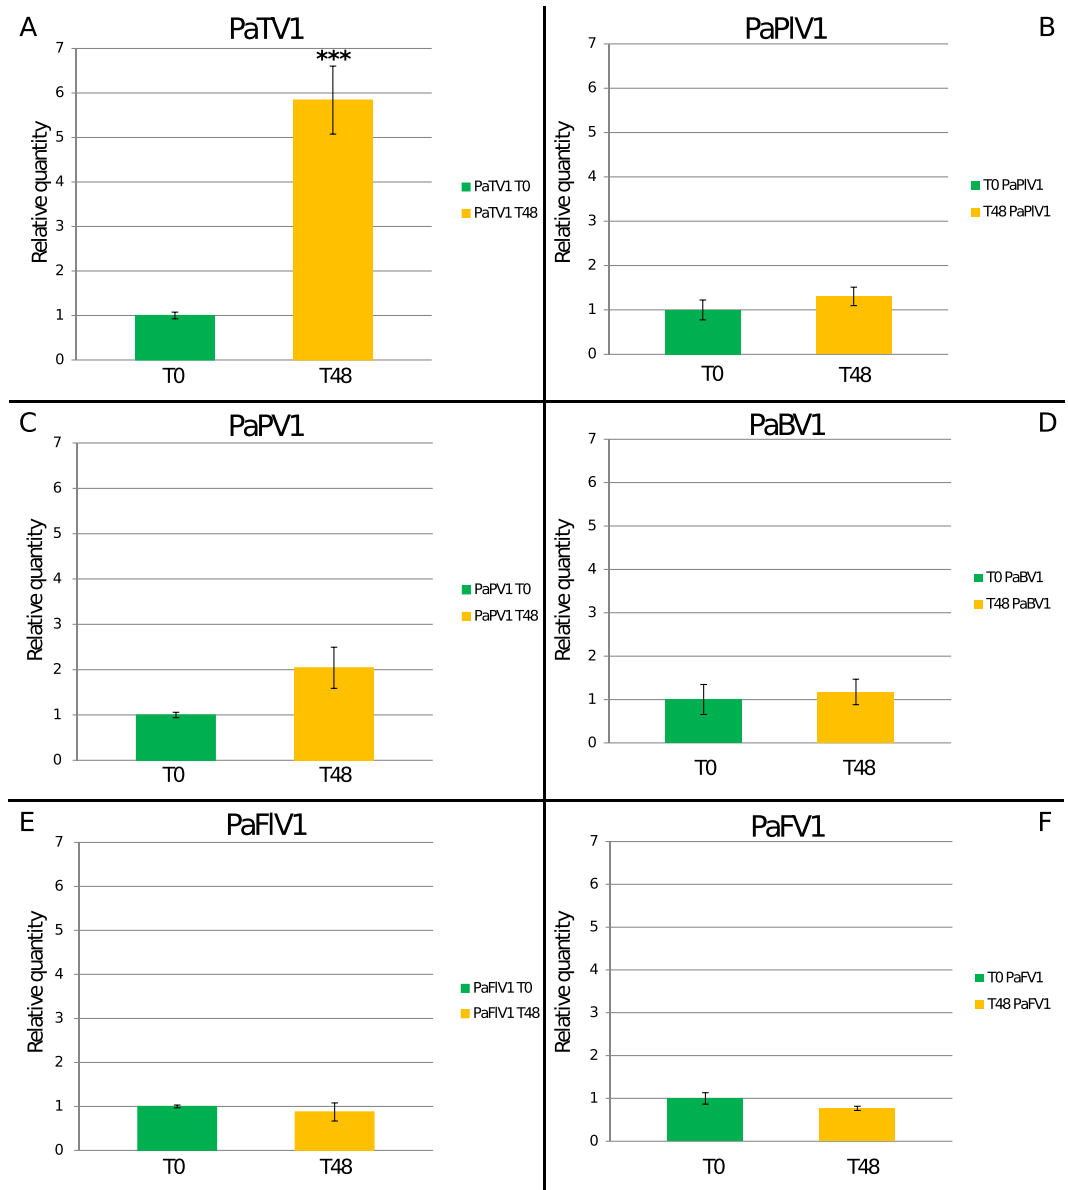 A
PaTV1
***
7
6
5
4
3
2
1
0
Relative quantity
T0
T48
PaTV1 T0
PaTV1 T48
B
PaPlV1
7
6
5
4
3
2
1
0
Relative quantity
T0
T48
T0 PaPlV1
T48 PaPlV1
C
PaPV1
7
6
5
4
3
2
1
0
Relative quantity
T0
T48
PaPV1 T0
PaPV1 T48
D
PaBV1
7
6
5
4
3
2
1
0
Relative quantity
T0
T48
T0 PaBV1
T48 PaBV1
E
PaFlV1
7
6
5
4
3
2
1
0
Relative quantity
T0
T48
PaFlV1 T0
PaFlV1 T48
F
PaFV1
7
6
5
4
3
2
1
0
Relative quantity
T0
T48
T0 PaFV1
T48 PaFV1